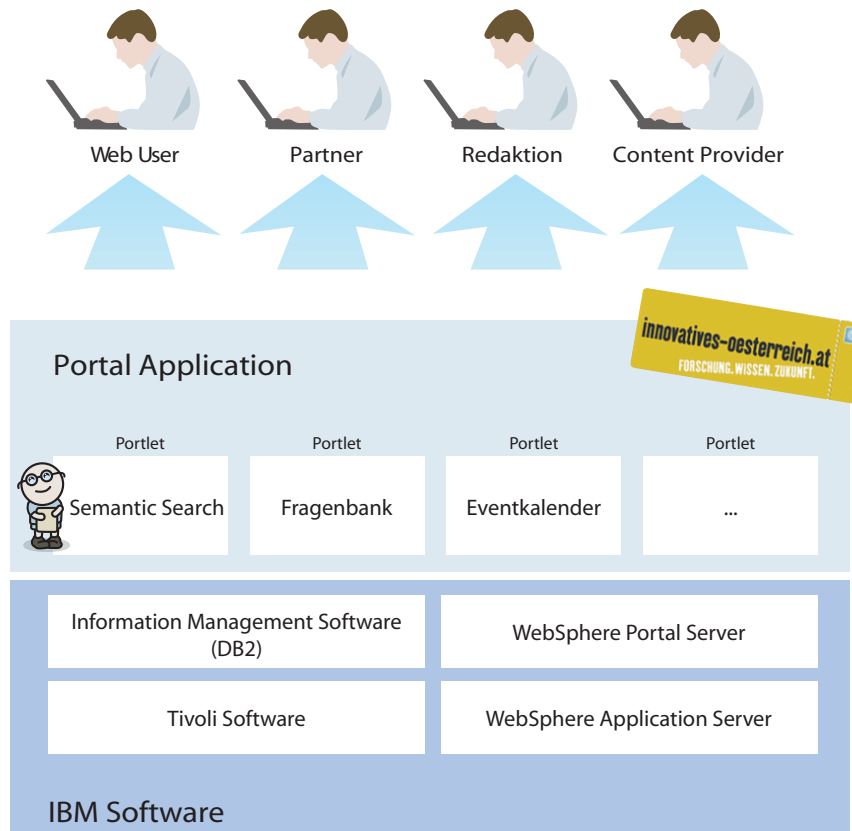 Web User
Partner
Redaktion
Content Provider
innovatives-oesterreich.at
FORSCHUNG. WISSEN. ZUKUNFT.
Portal Application
Portlet
Portlet
Portlet
Portlet
Semantic Search
Fragenbank
Eventkalender
...
Information Management Software
(DB2)
WebSphere Portal Server
Tivoli Software
WebSphere Application Server
IBM Software